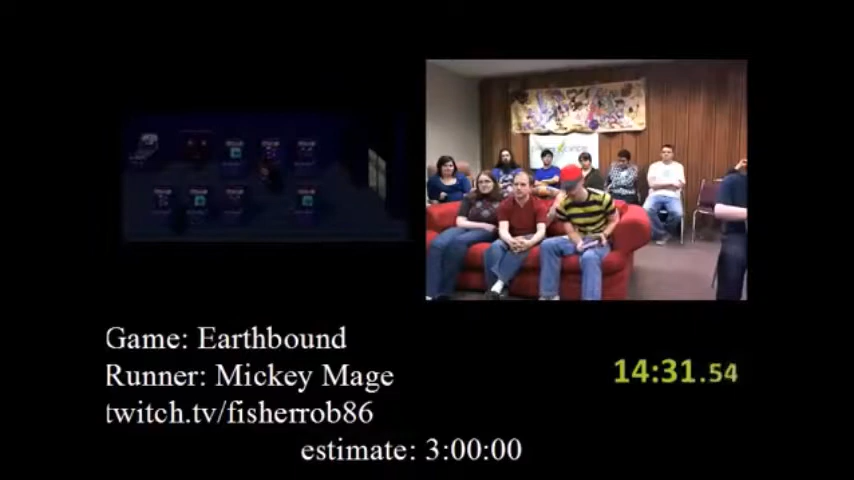 Game: Earthbound
Runner: Mickey Mage
14:31.54
twitch.tv/fisherrob86
estimate: 3:00:00